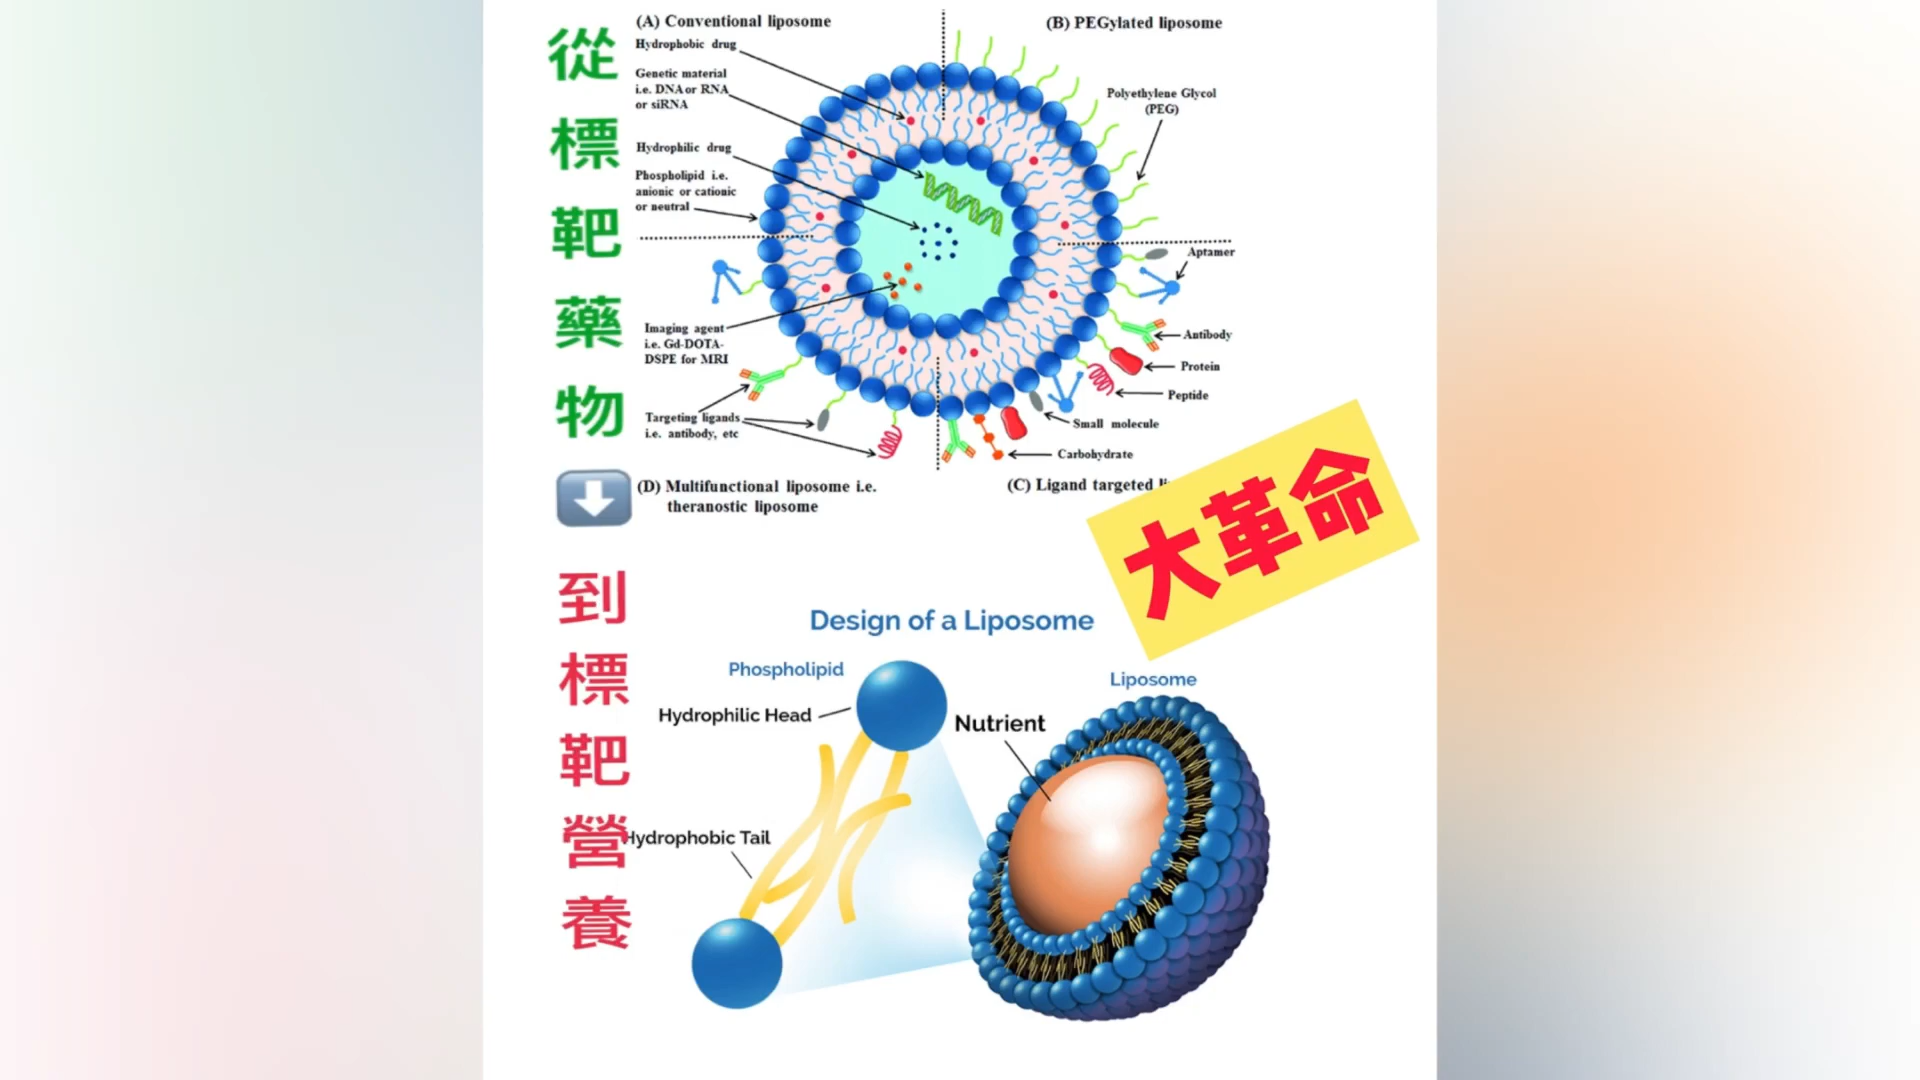 從標靶藥物
到標靶營養
大革命
(A) Conventional liposome
Hydrophobic drug
Genetic material
i.e. DNA or RNA
or siRNA
Hydrophilic drug
Phospholipid i.e.
anionic or cationic
or neutral
Imaging agent
i.e. Gd-DOTA-
DSPE for MRI
Targeting ligands
i.e. antibody, etc
(D) Multifunctional liposome i.e.
theranostic liposome
(B) PEGylated liposome
Polyethylene Glycol
(PEG)
Aptamer
Antibody
Protein
Peptide
Small molecule
Carbohydrate
(C) Ligand targeted
Design of a Liposome
Phospholipid
Hydrophilic Head
Hydrophobic Tail
Liposome
Nutrient